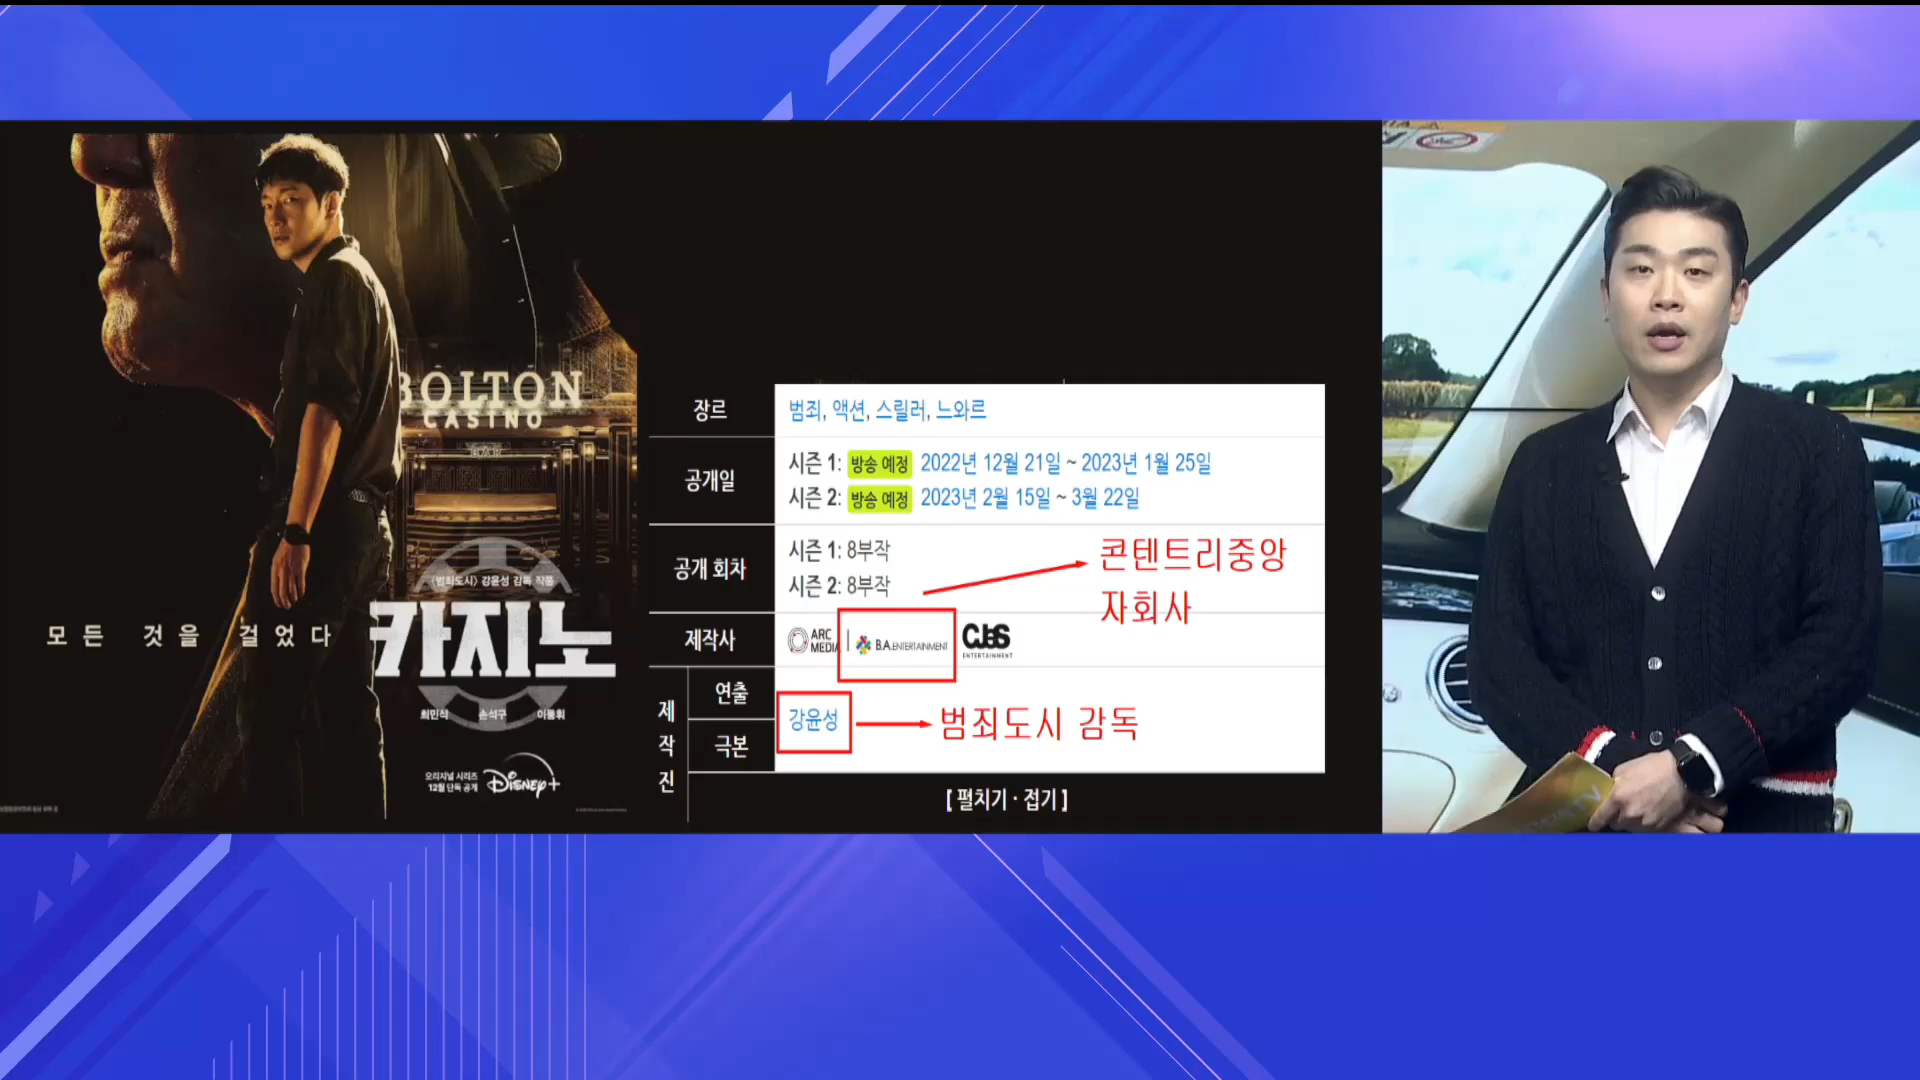 BOLTON
CASINO
<범죄도시> 강윤성 감독 작품
모든 것을 걸었다
카지노
최민식 손석구 이동휘
오리지널 시리즈
12월 단독 공개
Disney+
장르
범죄, 액션, 스릴러, 느와르
공개일
시즌 1: 방송 예정 2022년 12월 21일 ~ 2023년 1월 25일
시즌 2: 방송 예정 2023년 2월 15일 ~ 3월 22일
공개 회차
시즌 1: 8부작
시즌 2: 8부작
콘텐트리중앙
자회사
제작사
ARC MEDIA | B.A.ENTERTAINMENT CJES ENTERTAINMENT
제작진
연출
극본
강윤성
범죄도시 감독
[ 펼치기 · 접기 ]